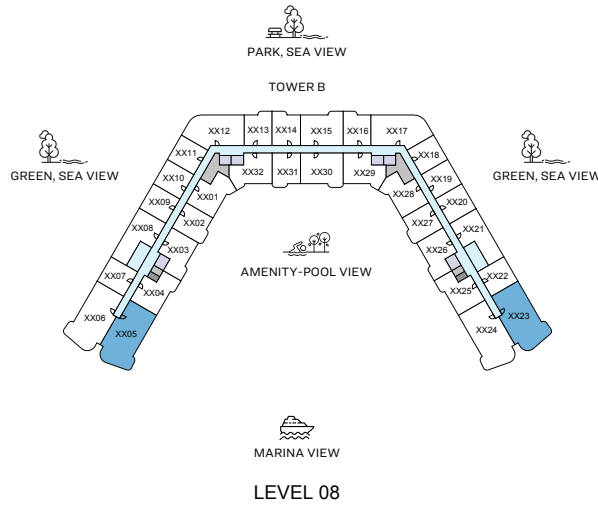 PARK, SEA VIEW
TOWER B
XX12
XX13
XX14
XX15
XX16
XX17
XX11
XX18
XX10
XX32
XX31
XX30
XX29
XX19
XX09
XX01
XX28
XX20
XX08
XX02
XX27
XX21
XX07
XX03
XX26
XX22
XX04
XX25
XX06
XX05
XX24
XX23
GREEN, SEA VIEW
GREEN, SEA VIEW
AMENITY-POOL VIEW
MARINA VIEW
LEVEL 08